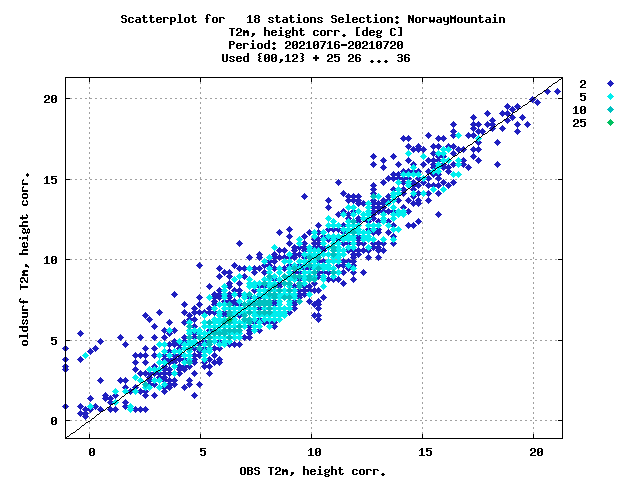 Scatterplot for   18 stations Selection: NorwayMountain
T2m, height corr. [deg C]
Period: 20210716-20210720
Used {00,12} + 25 26 ... 36
2
5
10
25
20
15
10
5
0
oldsurf T2m, height corr.
0 5 10 15 20
OBS T2m, height corr.